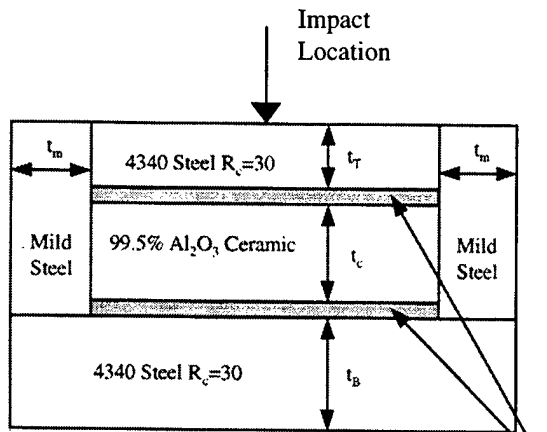 Impact
Location
t_m
4340 Steel R_c=30
t_T
t_m
Mild
Steel
99.5% Al₂O₃ Ceramic
t_c
Mild
Steel
4340 Steel R_c=30
t_B